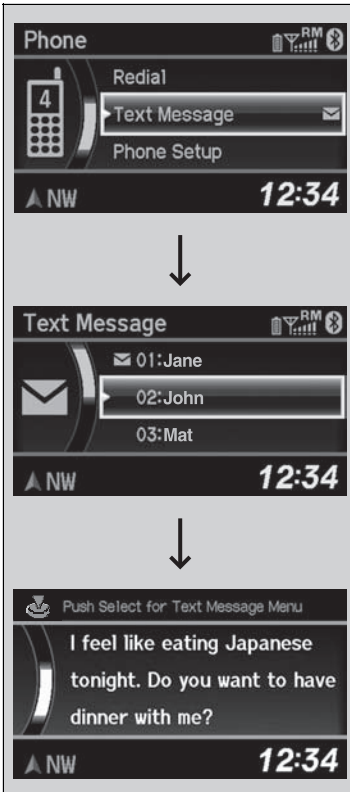 Phone
RM
4
Redial
Text Message
Phone Setup
NW
12:34
Text Message
RM
01:Jane
02:John
03:Mat
NW
12:34
Push Select for Text Message Menu
I feel like eating Japanese
tonight. Do you want to have
dinner with me?
NW
12:34